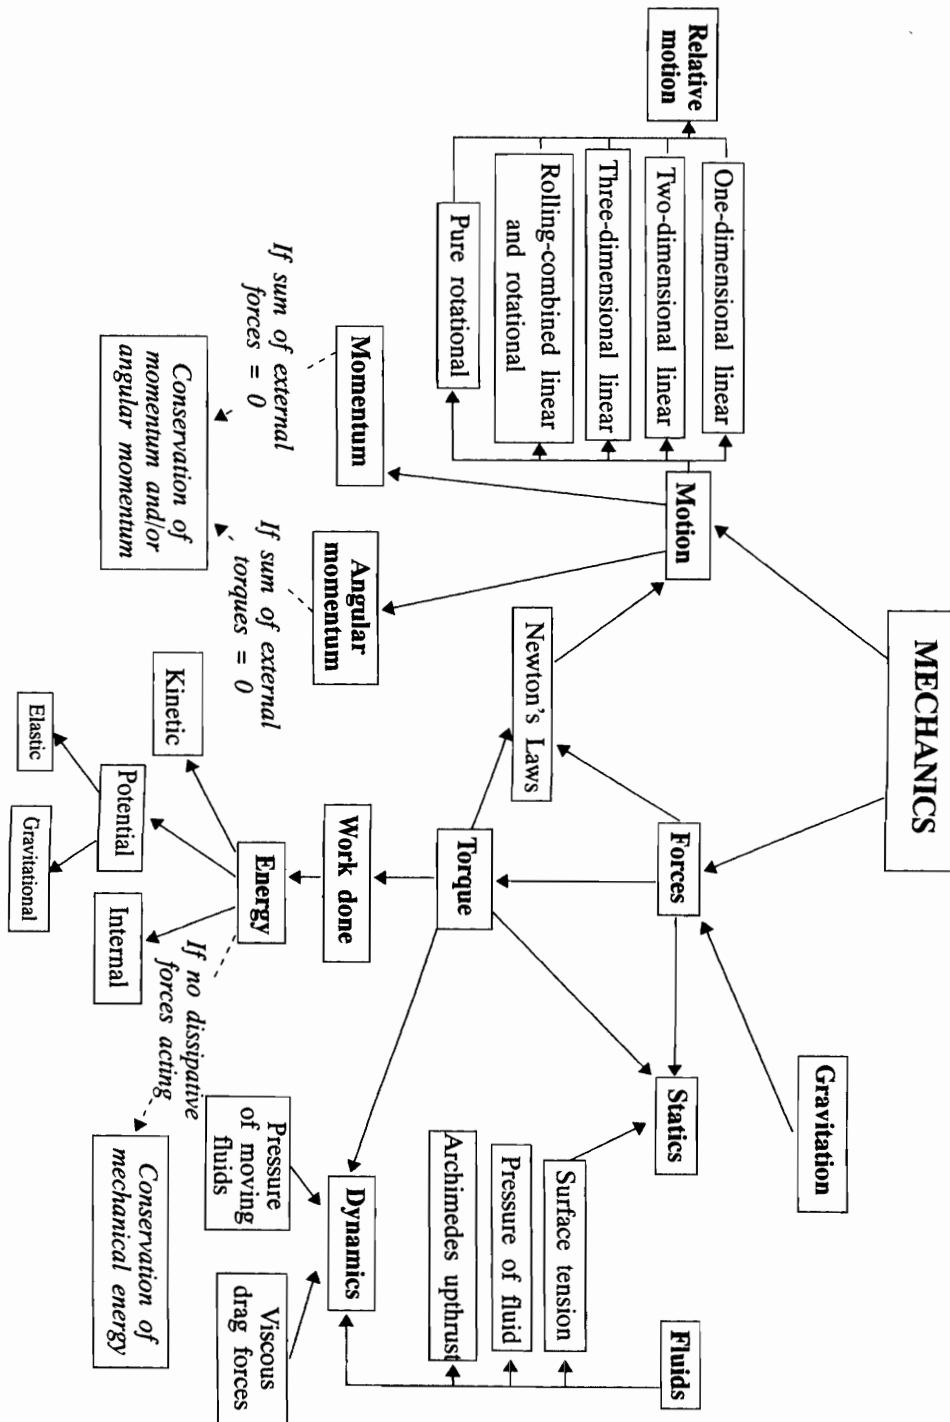 MECHANICS
Gravitation
Fluids
Motion
Forces
Statics
Relative
motion
One-dimensional linear
Two-dimensional linear
Three-dimensional linear
Rolling-combined linear
and rotational
Pure rotational
Newton's Laws
Torque
Surface tension
Pressure of fluid
Archimedes upthrust
Momentum
Angular
momentum
Work done
Dynamics
If sum of external
forces = 0
If sum of external
torques = 0
Energy
Pressure
of moving
fluids
Viscous
drag forces
Conservation of
momentum and/or
angular momentum
Kinetic
Potential
Internal
If no dissipative
forces acting
Conservation of
mechanical energy
Elastic
Gravitational